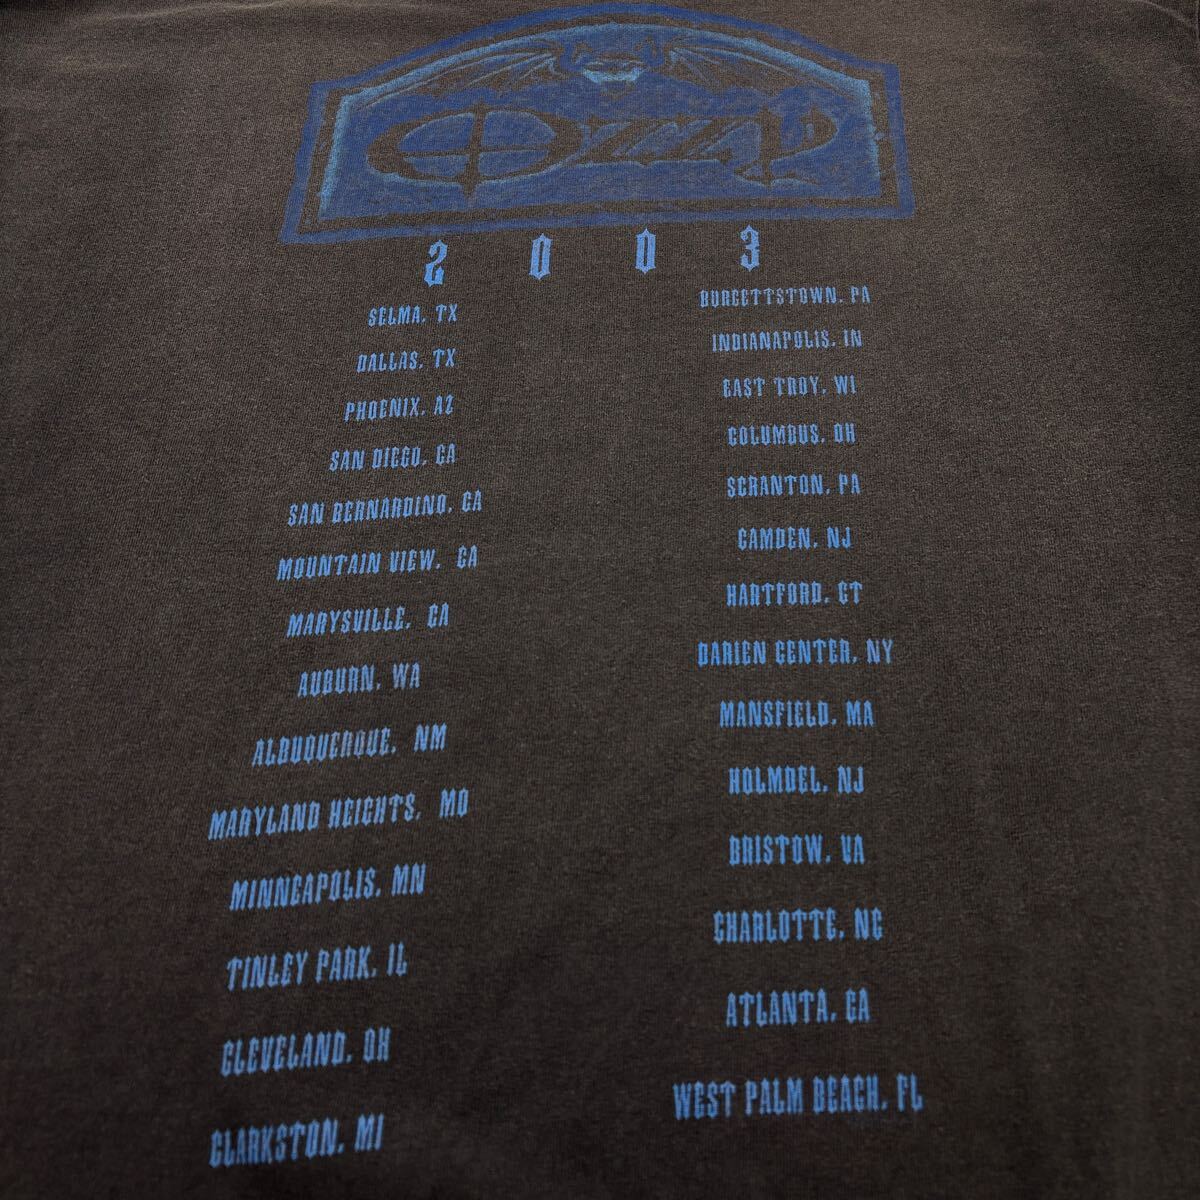 Ozzy
2003
SELMA, TX
DALLAS, TX
PHOENIX, AZ
SAN DIEGO, CA
SAN BERNARDINO, CA
MOUNTAIN VIEW, CA
MARYSVILLE, CA
AUBURN, WA
ALBUQUERQUE, NM
MARYLAND HEIGHTS, MO
MINNEAPOLIS, MN
TINLEY PARK, IL
CLEVELAND, OH
CLARKSTON, MI
BURGETTSTOWN, PA
INDIANAPOLIS, IN
EAST TROY, WI
COLUMBUS, OH
SCRANTON, PA
CAMDEN, NJ
HARTFORD, CT
DARIEN CENTER, NY
MANSFIELD, MA
HOLMDEL, NJ
BRISTOW, VA
CHARLOTTE, NC
ATLANTA, GA
WEST PALM BEACH, FL